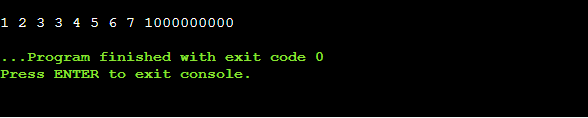 1 2 3 3 4 5 6 7 1000000000
...Program finished with exit code 0
Press ENTER to exit console.